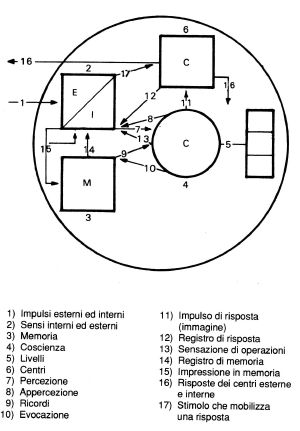 6
16
C
2
17
16
E
I
12
11
1
8
7
13
C
5
15
14
M
9
10
4
3
1) Impulsi esterni ed interni
2) Sensi interni ed esterni
3) Memoria
4) Coscienza
5) Livelli
6) Centri
7) Percezione
8) Appercezione
9) Ricordi
10) Evocazione
11) Impulso di risposta
(immagine)
12) Registro di risposta
13) Sensazione di operazioni
14) Registro di memoria
15) Impressione in memoria
16) Risposte dei centri esterne
e interne
17) Stimolo che mobilizza
una risposta